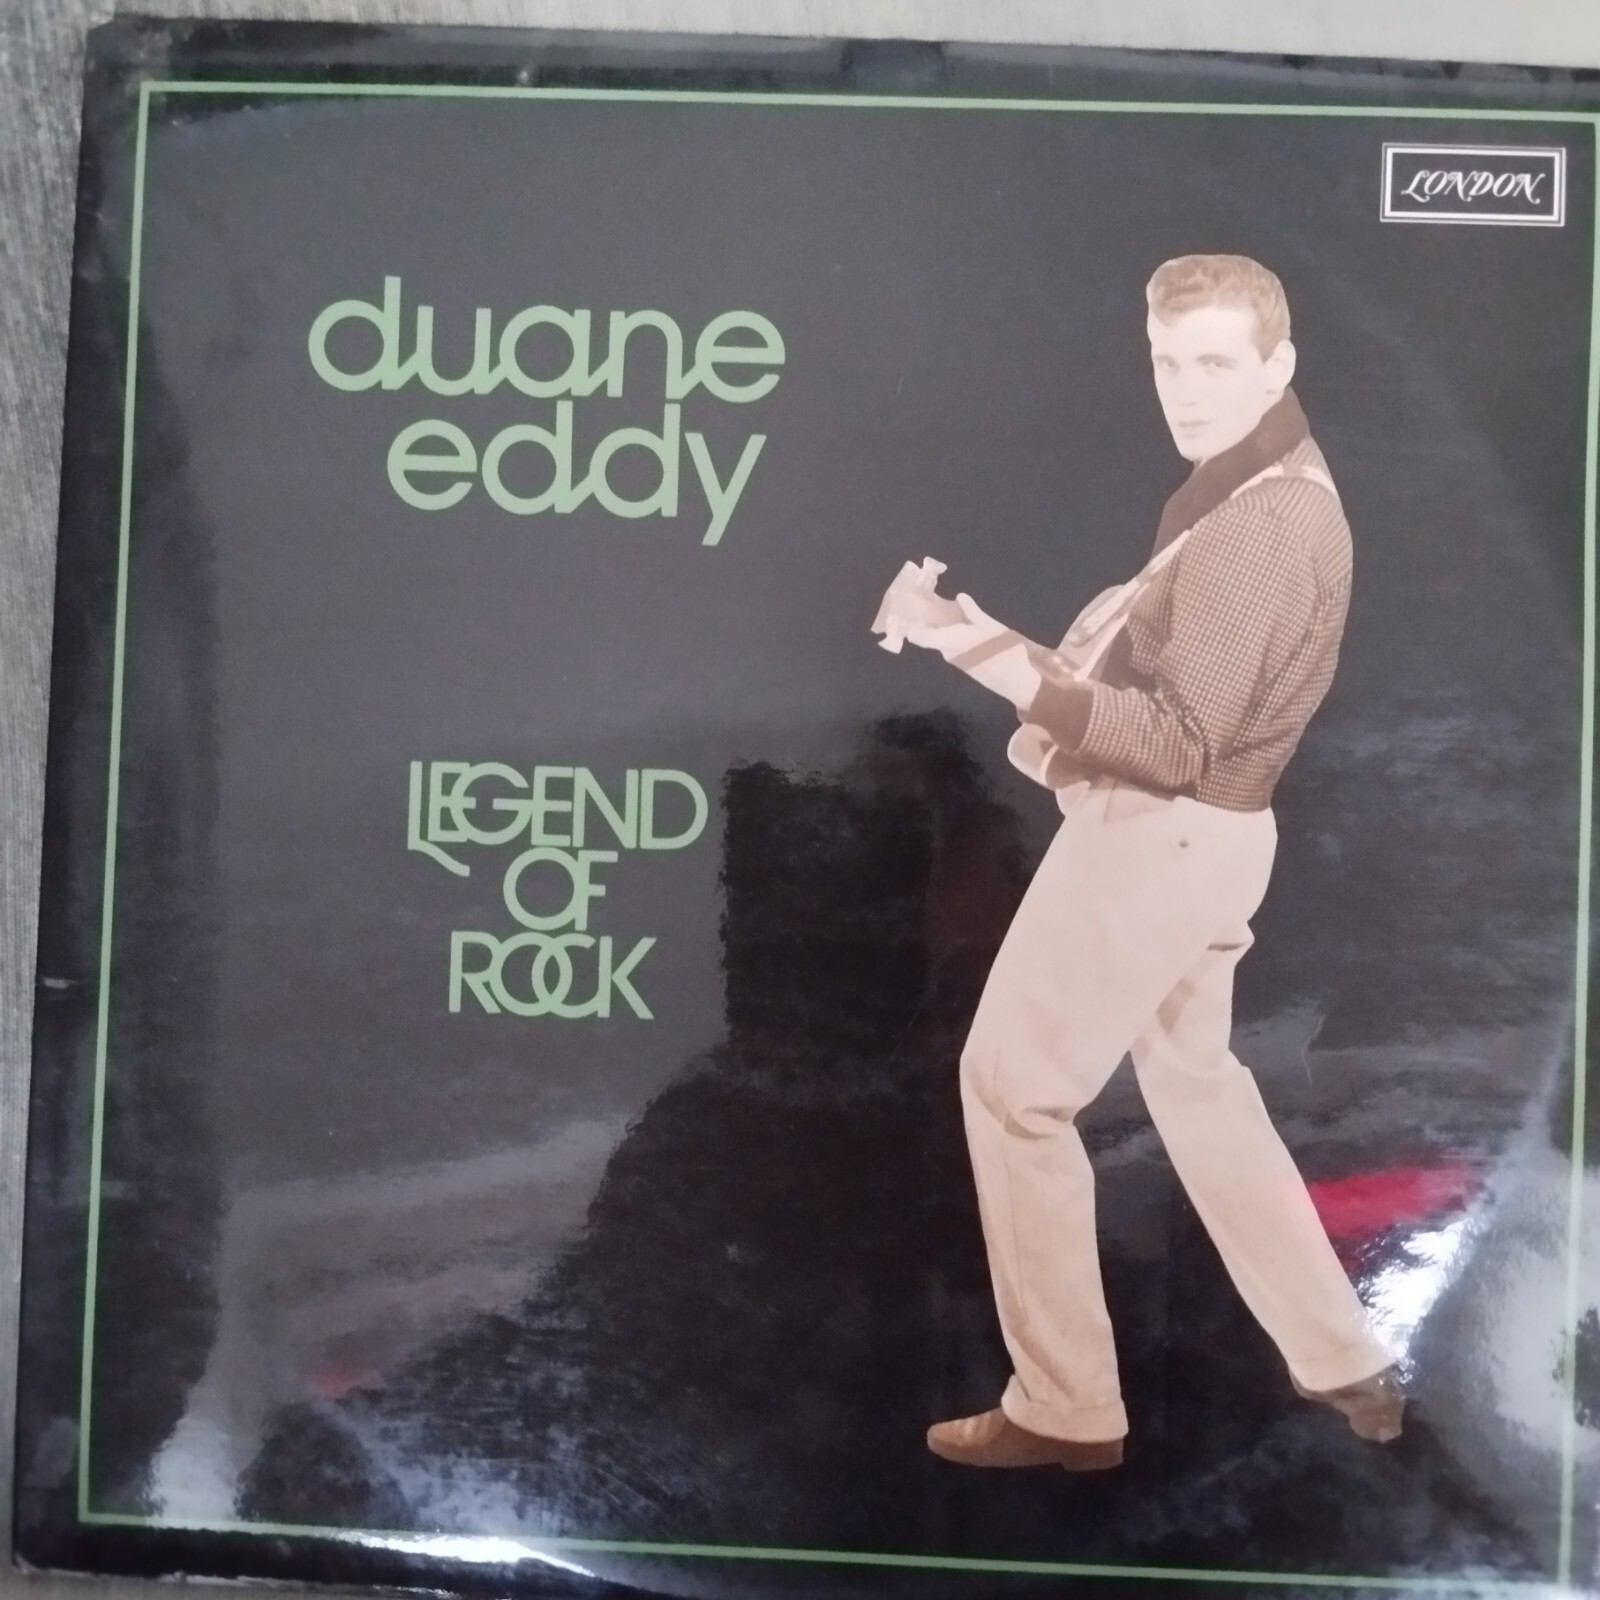 LONDON
duane
eddy
LEGEND
OF
ROCK